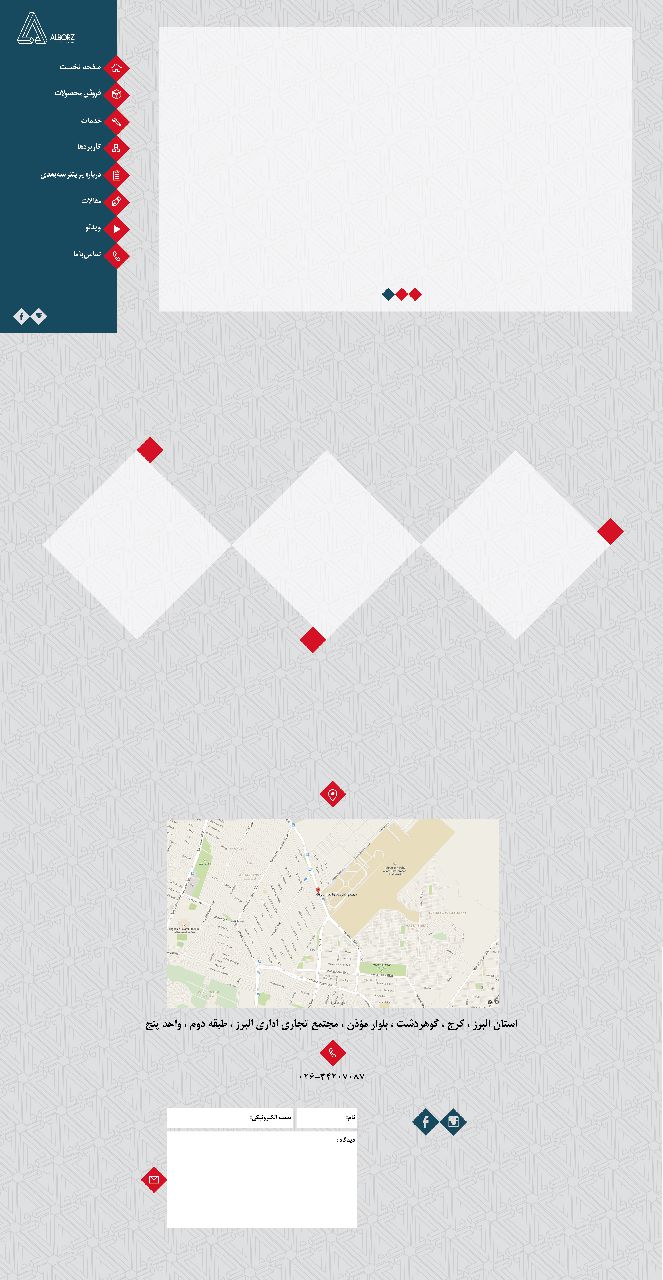 ALBORZ
صفحه نخست
فروش محصولات
خدمات
کاربردها
درباره پرینتر سه‌بعدی
مقالات
ویدئو
تماس‌با‌ما
استان البرز ، کرج ، گوهردشت ، بلوار مؤذن ، مجتمع تجاری اداری البرز ، طبقه دوم ، واحد پنج
۰۲۶-۳۴۲۰۷۰۸۷
نام:
پست الکترونیکی:
دیدگاه :